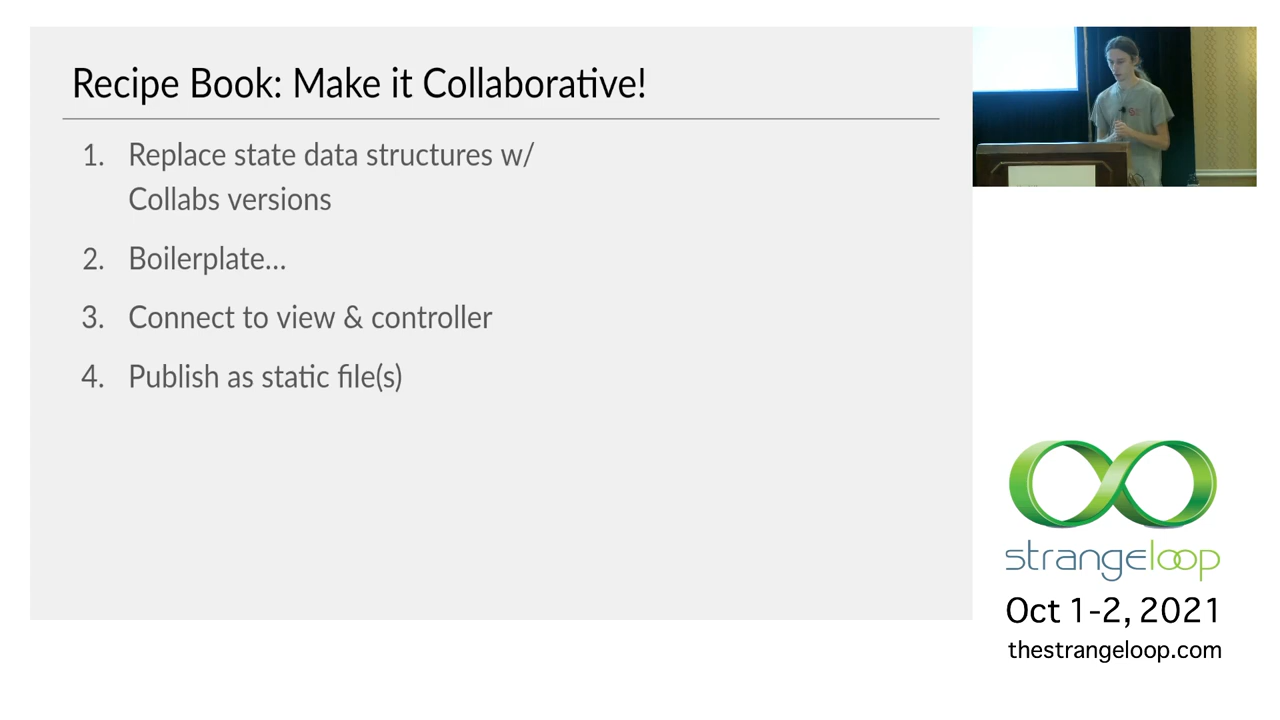 Recipe Book: Make it Collaborative!
1. Replace state data structures w/
Collabs versions
2. Boilerplate...
3. Connect to view & controller
4. Publish as static file(s)
strangeloop
Oct 1-2, 2021
thestrangeloop.com